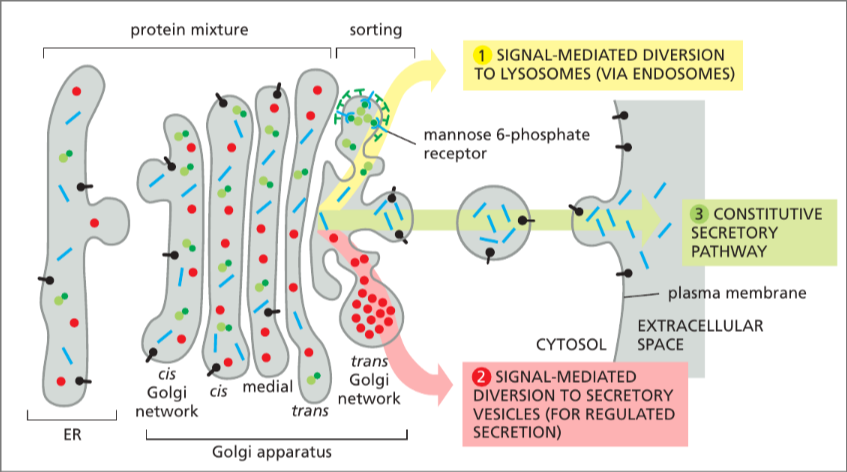 protein mixture
sorting
1 SIGNAL-MEDIATED DIVERSION
TO LYSOSOMES (VIA ENDOSOMES)
mannose 6-phosphate
receptor
3 CONSTITUTIVE
SECRETORY
PATHWAY
plasma membrane
CYTOSOL
EXTRACELLULAR
SPACE
2 SIGNAL-MEDIATED
DIVERSION TO SECRETORY
VESICLES (FOR REGULATED
SECRETION)
cis
Golgi
network
cis
medial
trans
trans
Golgi
network
ER
Golgi apparatus